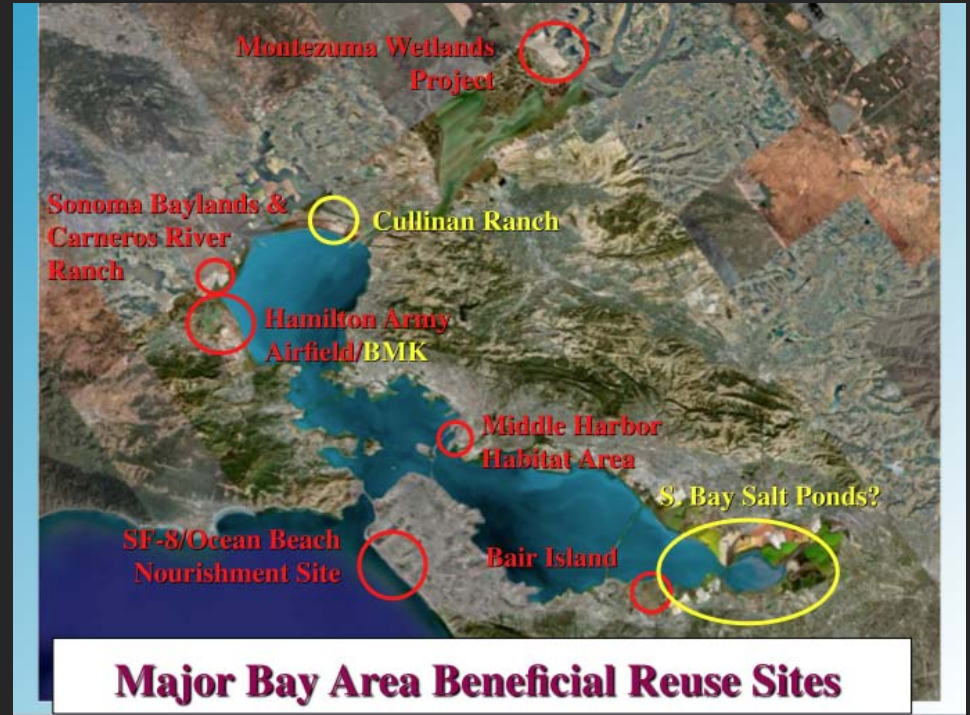 Montezuma Wetlands
Project
Sonoma Baylands &
Carneros River
Ranch
Cullinan Ranch
Hamilton Army
Airfield/BMK
Middle Harbor
Habitat Area
S. Bay Salt Ponds?
SF-8/Ocean Beach
Nourishment Site
Bair Island
Major Bay Area Beneficial Reuse Sites